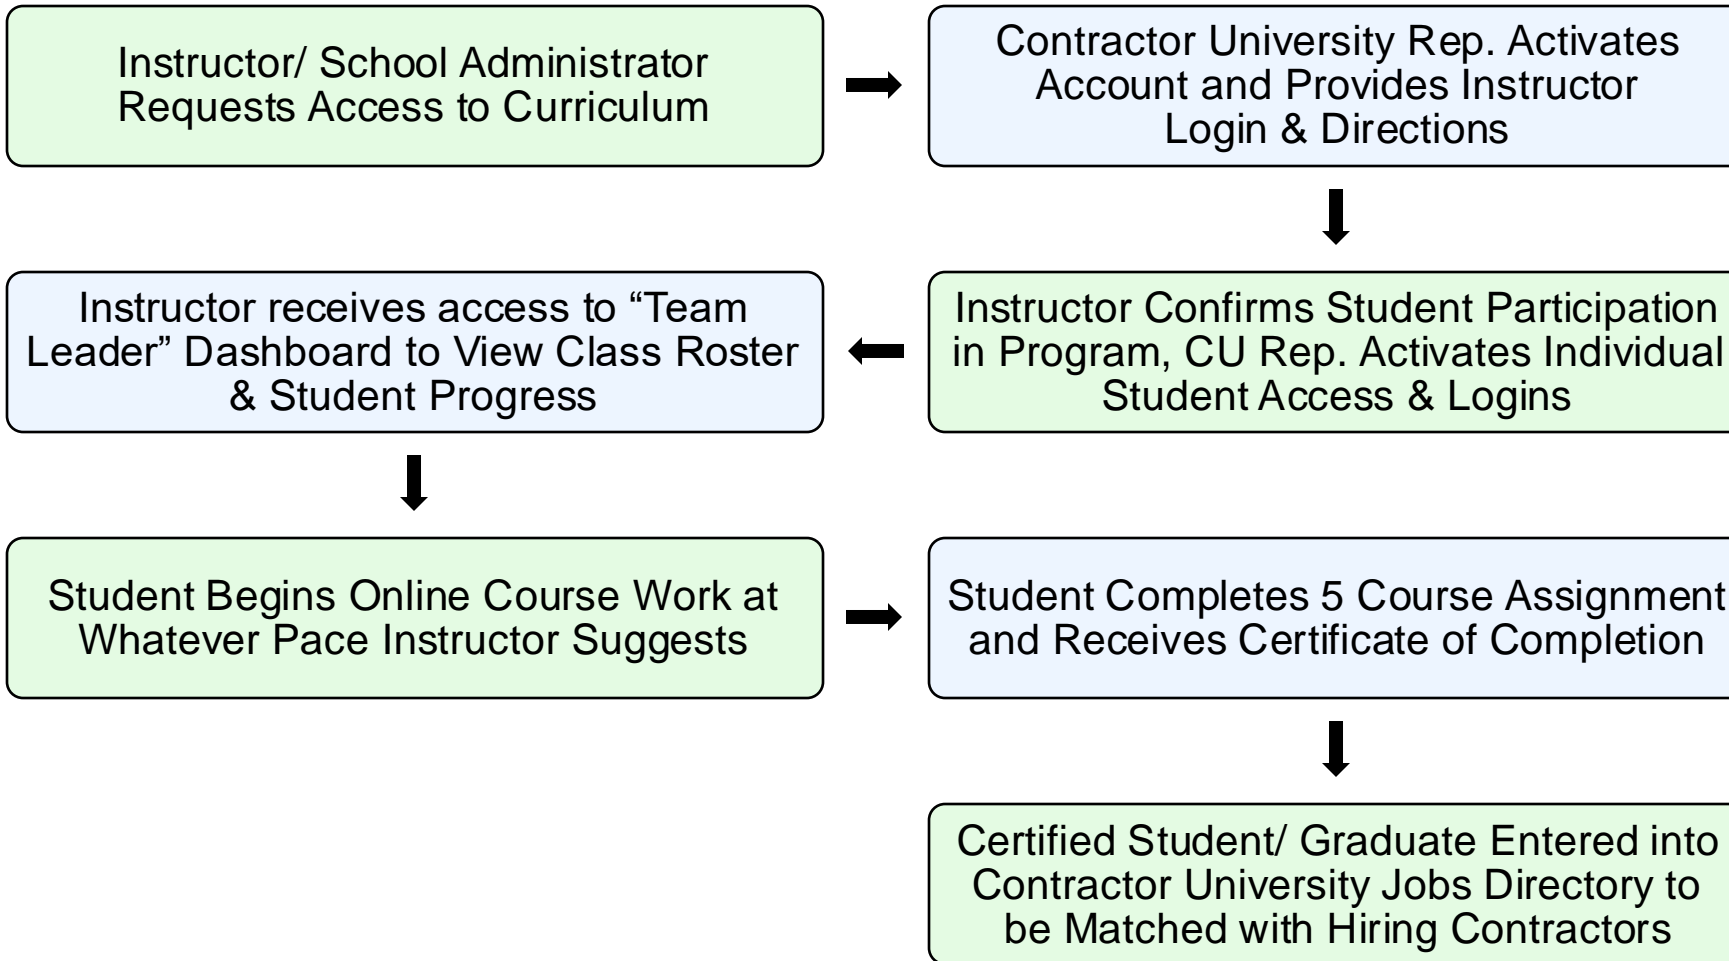 Instructor/ School Administrator
Requests Access to Curriculum
Contractor University Rep. Activates
Account and Provides Instructor
Login & Directions
Instructor Confirms Student Participation
in Program, CU Rep. Activates Individual
Student Access & Logins
Instructor receives access to “Team
Leader” Dashboard to View Class Roster
& Student Progress
Student Begins Online Course Work at
Whatever Pace Instructor Suggests
Student Completes 5 Course Assignment
and Receives Certificate of Completion
Certified Student/ Graduate Entered into
Contractor University Jobs Directory to
be Matched with Hiring Contractors